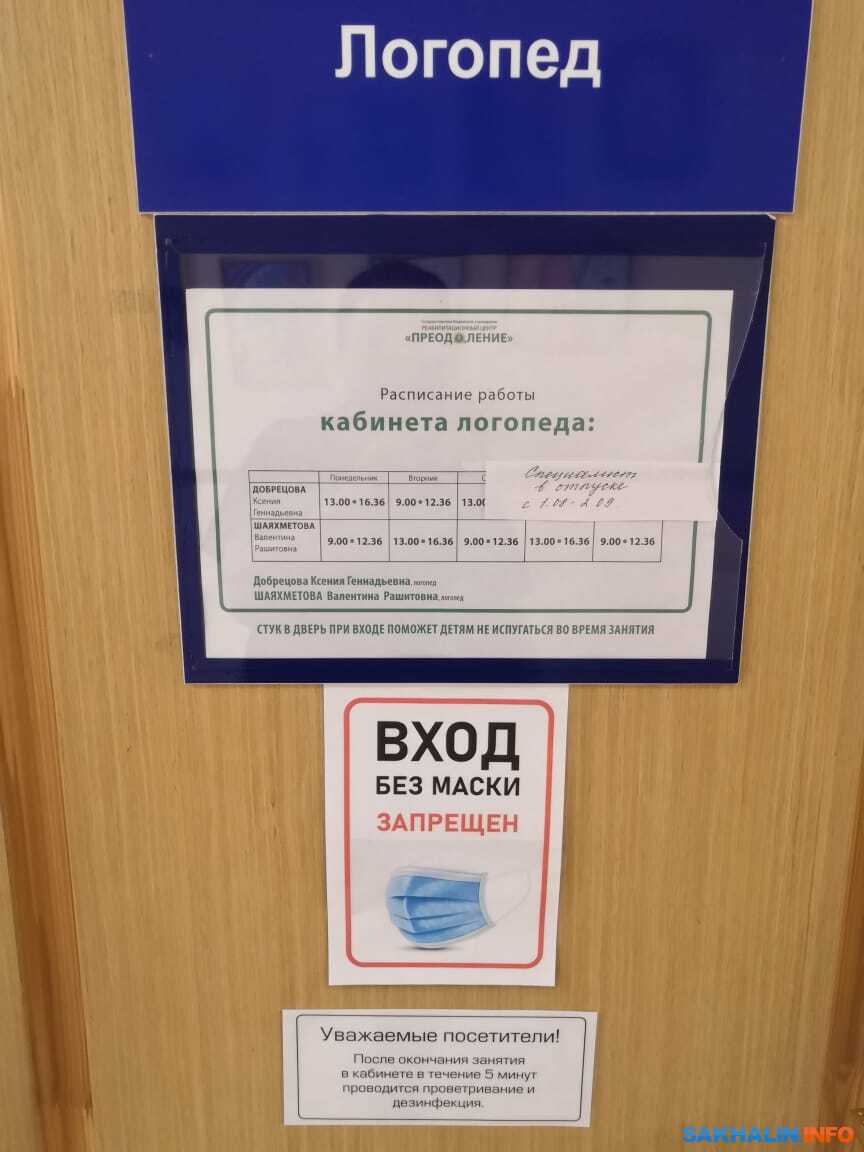 Логопед
РЕАБИЛИТАЦИОННЫЙ ЦЕНТР
«ПРЕОДОЛЕНИЕ»
Расписание работы
кабинета логопеда:
Понедельник Вторник
ДОБРЕЦОВА Ксения Геннадьевна 13.00 • 16.36 9.00 • 12.36 13.00
Специалист
в отпуске
с 1.08 - 2.09.
ШАЯХМЕТОВА Валентина Рашитовна 9.00 • 12.36 13.00 • 16.36 9.00 • 12.36 13.00 • 16.36 9.00 • 12.36
Добрецова Ксения Геннадьевна, логопед
ШАЯХМЕТОВА Валентина Рашитовна, логопед
СТУК В ДВЕРЬ ПРИ ВХОДЕ ПОМОЖЕТ ДЕТЯМ НЕ ИСПУГАТЬСЯ ВО ВРЕМЯ ЗАНЯТИЯ
ВХОД
БЕЗ МАСКИ
ЗАПРЕЩЕН
Уважаемые посетители!
После окончания занятия
в кабинете в течение 5 минут
проводится проветривание и
дезинфекция.
SAKHALIN.INFO